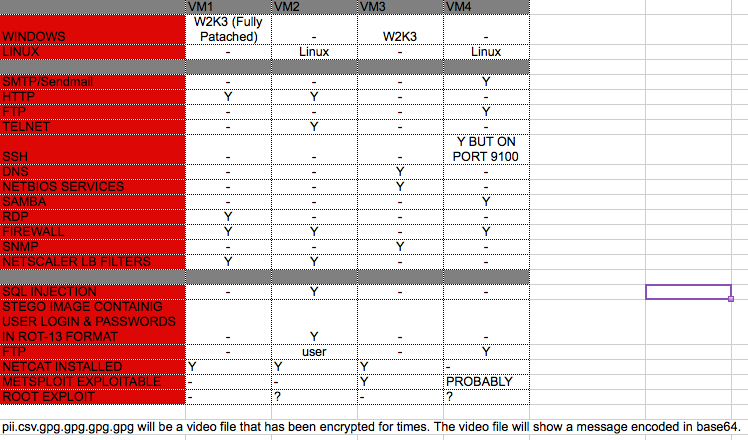 VM1 VM2 VM3 VM4
W2K3 (Fully
WINDOWS Patached) - W2K3 -
LINUX - Linux - Linux
SMTP/Sendmail - - - Y
HTTP Y Y - -
FTP - - - Y
TELNET - Y - -
Y BUT ON
SSH - - - PORT 9100
DNS - - Y -
NETBIOS SERVICES - - Y -
SAMBA - - - Y
RDP Y - - -
FIREWALL Y Y - Y
SNMP - - Y -
NETSCALER LB FILTERS Y Y - -
SQL INJECTION - Y - -
STEGO IMAGE CONTAINIG
USER LOGIN & PASSWORDS
IN ROT-13 FORMAT - Y - -
FTP - user - Y
NETCAT INSTALLED Y Y Y -
METSPLOIT EXPLOITABLE - - Y PROBABLY
ROOT EXPLOIT - ? - ?
pii.csv.gpg.gpg.gpg.gpg will be a video file that has been encrypted for times. The video file will show a message encoded in base64.